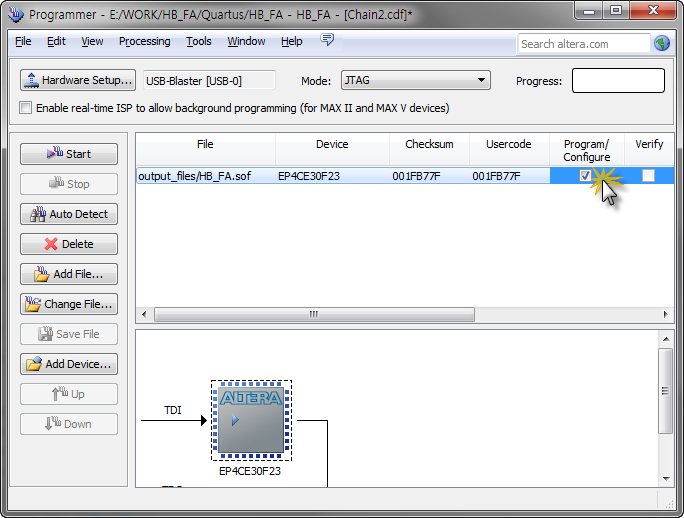 Programmer - E:/WORK/HB_FA/Quartus/HB_FA - HB_FA - [Chain2.cdf]*
File Edit View Processing Tools Window Help
Search altera.com
Hardware Setup... USB-Blaster [USB-0] Mode: JTAG Progress:
Enable real-time ISP to allow background programming (for MAX II and MAX V devices)
Start
Stop
Auto Detect
Delete
Add File...
Change File...
Save File
Add Device...
Up
Down
File Device Checksum Usercode Program/ Verify
Configure
output_files/HB_FA.sof EP4CE30F23 001FB77F 001FB77F
TDI
ALTERA
EP4CE30F23